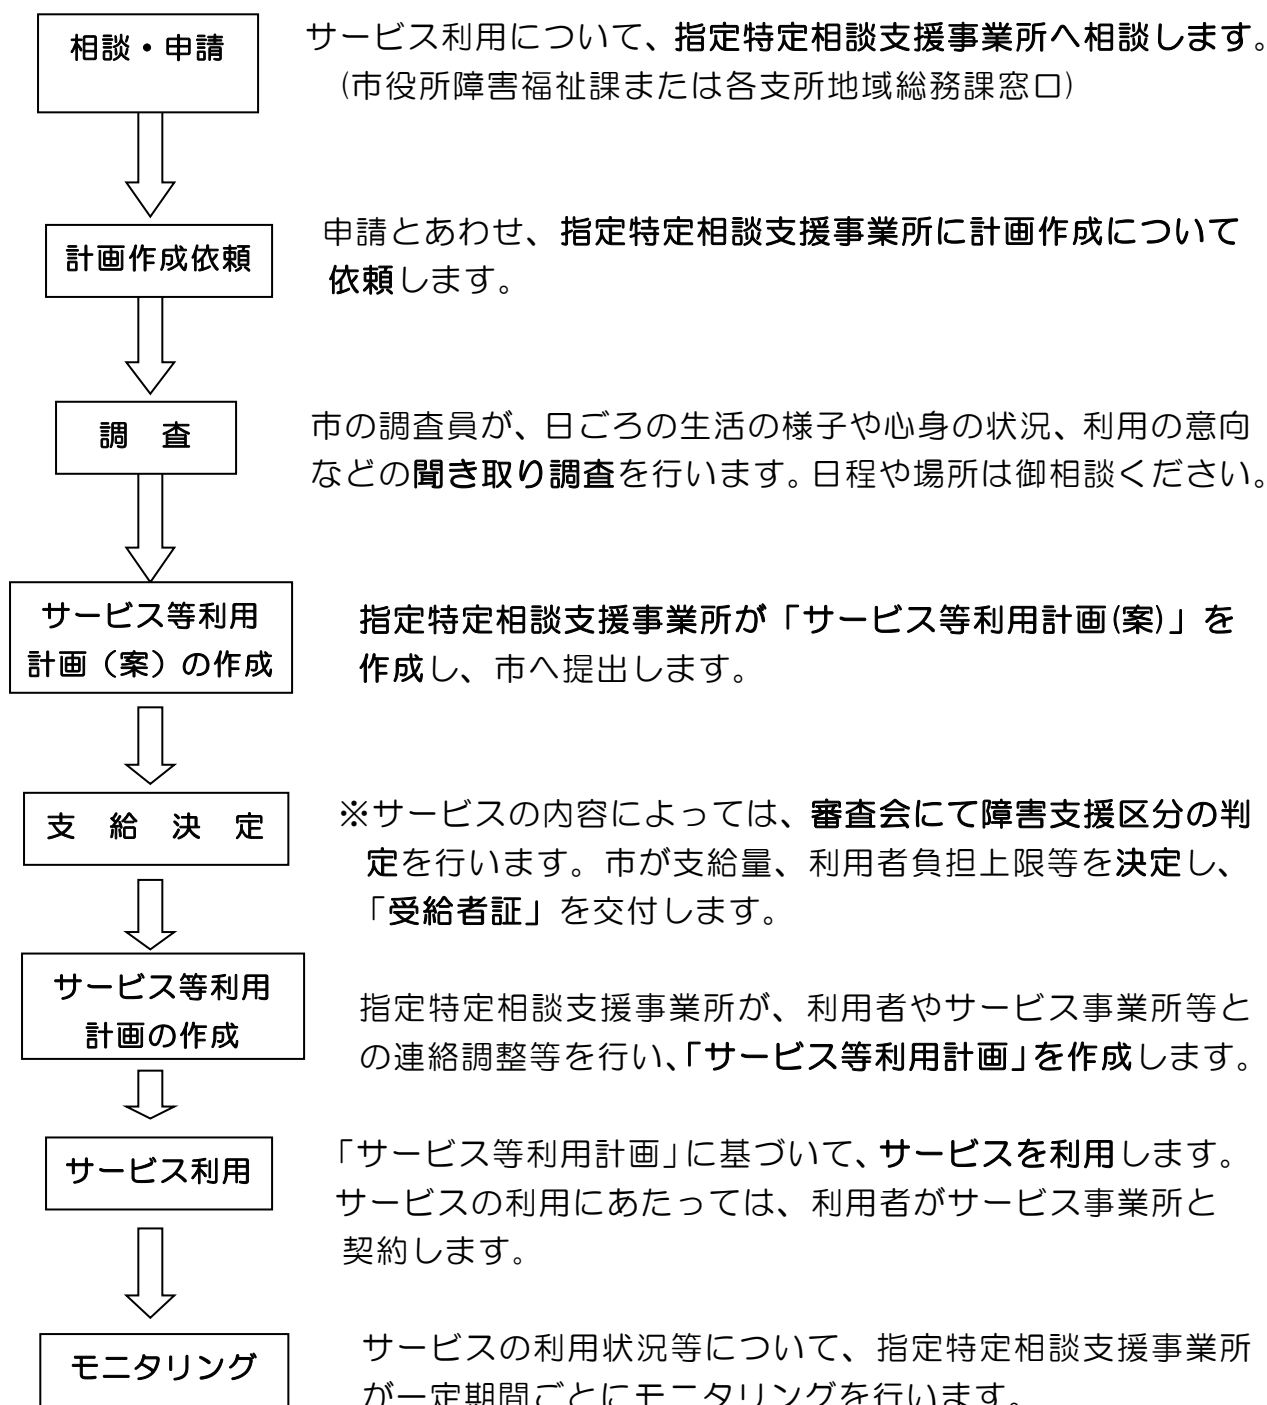 相談・申請
サービス利用について、指定特定相談支援事業所へ相談します。
(市役所障害福祉課または各支所地域総務課窓口)
計画作成依頼
申請とあわせ、指定特定相談支援事業所に計画作成について
依頼します。
調　査
市の調査員が、日ごろの生活の様子や心身の状況、利用の意向
などの聞き取り調査を行います。日程や場所は御相談ください。
サービス等利用
計画（案）の作成
指定特定相談支援事業所が「サービス等利用計画(案)」を
作成し、市へ提出します。
支　給　決　定
※サービスの内容によっては、審査会にて障害支援区分の判
定を行います。市が支給量、利用者負担上限等を決定し、
「受給者証」を交付します。
サービス等利用
計画の作成
指定特定相談支援事業所が、利用者やサービス事業所等と
の連絡調整等を行い、「サービス等利用計画」を作成します。
サービス利用
「サービス等利用計画」に基づいて、サービスを利用します。
サービスの利用にあたっては、利用者がサービス事業所と
契約します。
モニタリング
サービスの利用状況等について、指定特定相談支援事業所
が一定期間ごとにモニタリングを行います。